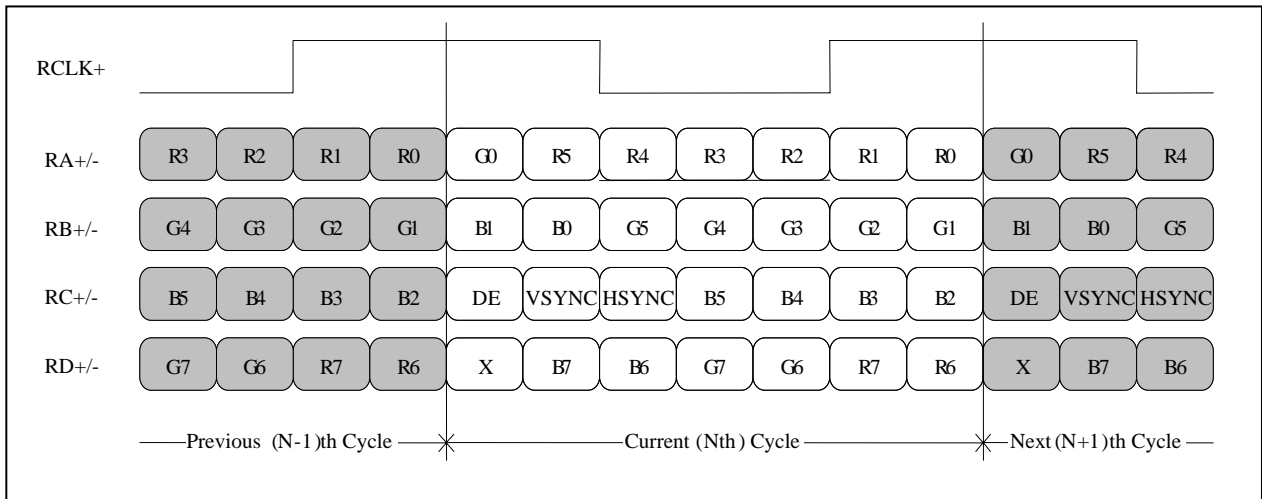 RCLK+
RA+/- R3 R2 R1 R0 G0 R5 R4 R3 R2 R1 R0 G0 R5 R4
RB+/- G4 G3 G2 G1 B1 B0 G5 G4 G3 G2 G1 B1 B0 G5
RC+/- B5 B4 B3 B2 DE VSYNC HSYNC B5 B4 B3 B2 DE VSYNC HSYNC
RD+/- G7 G6 R7 R6 X B7 B6 G7 G6 R7 R6 X B7 B6
Previous (N-1)th Cycle Current (Nth) Cycle Next (N+1)th Cycle